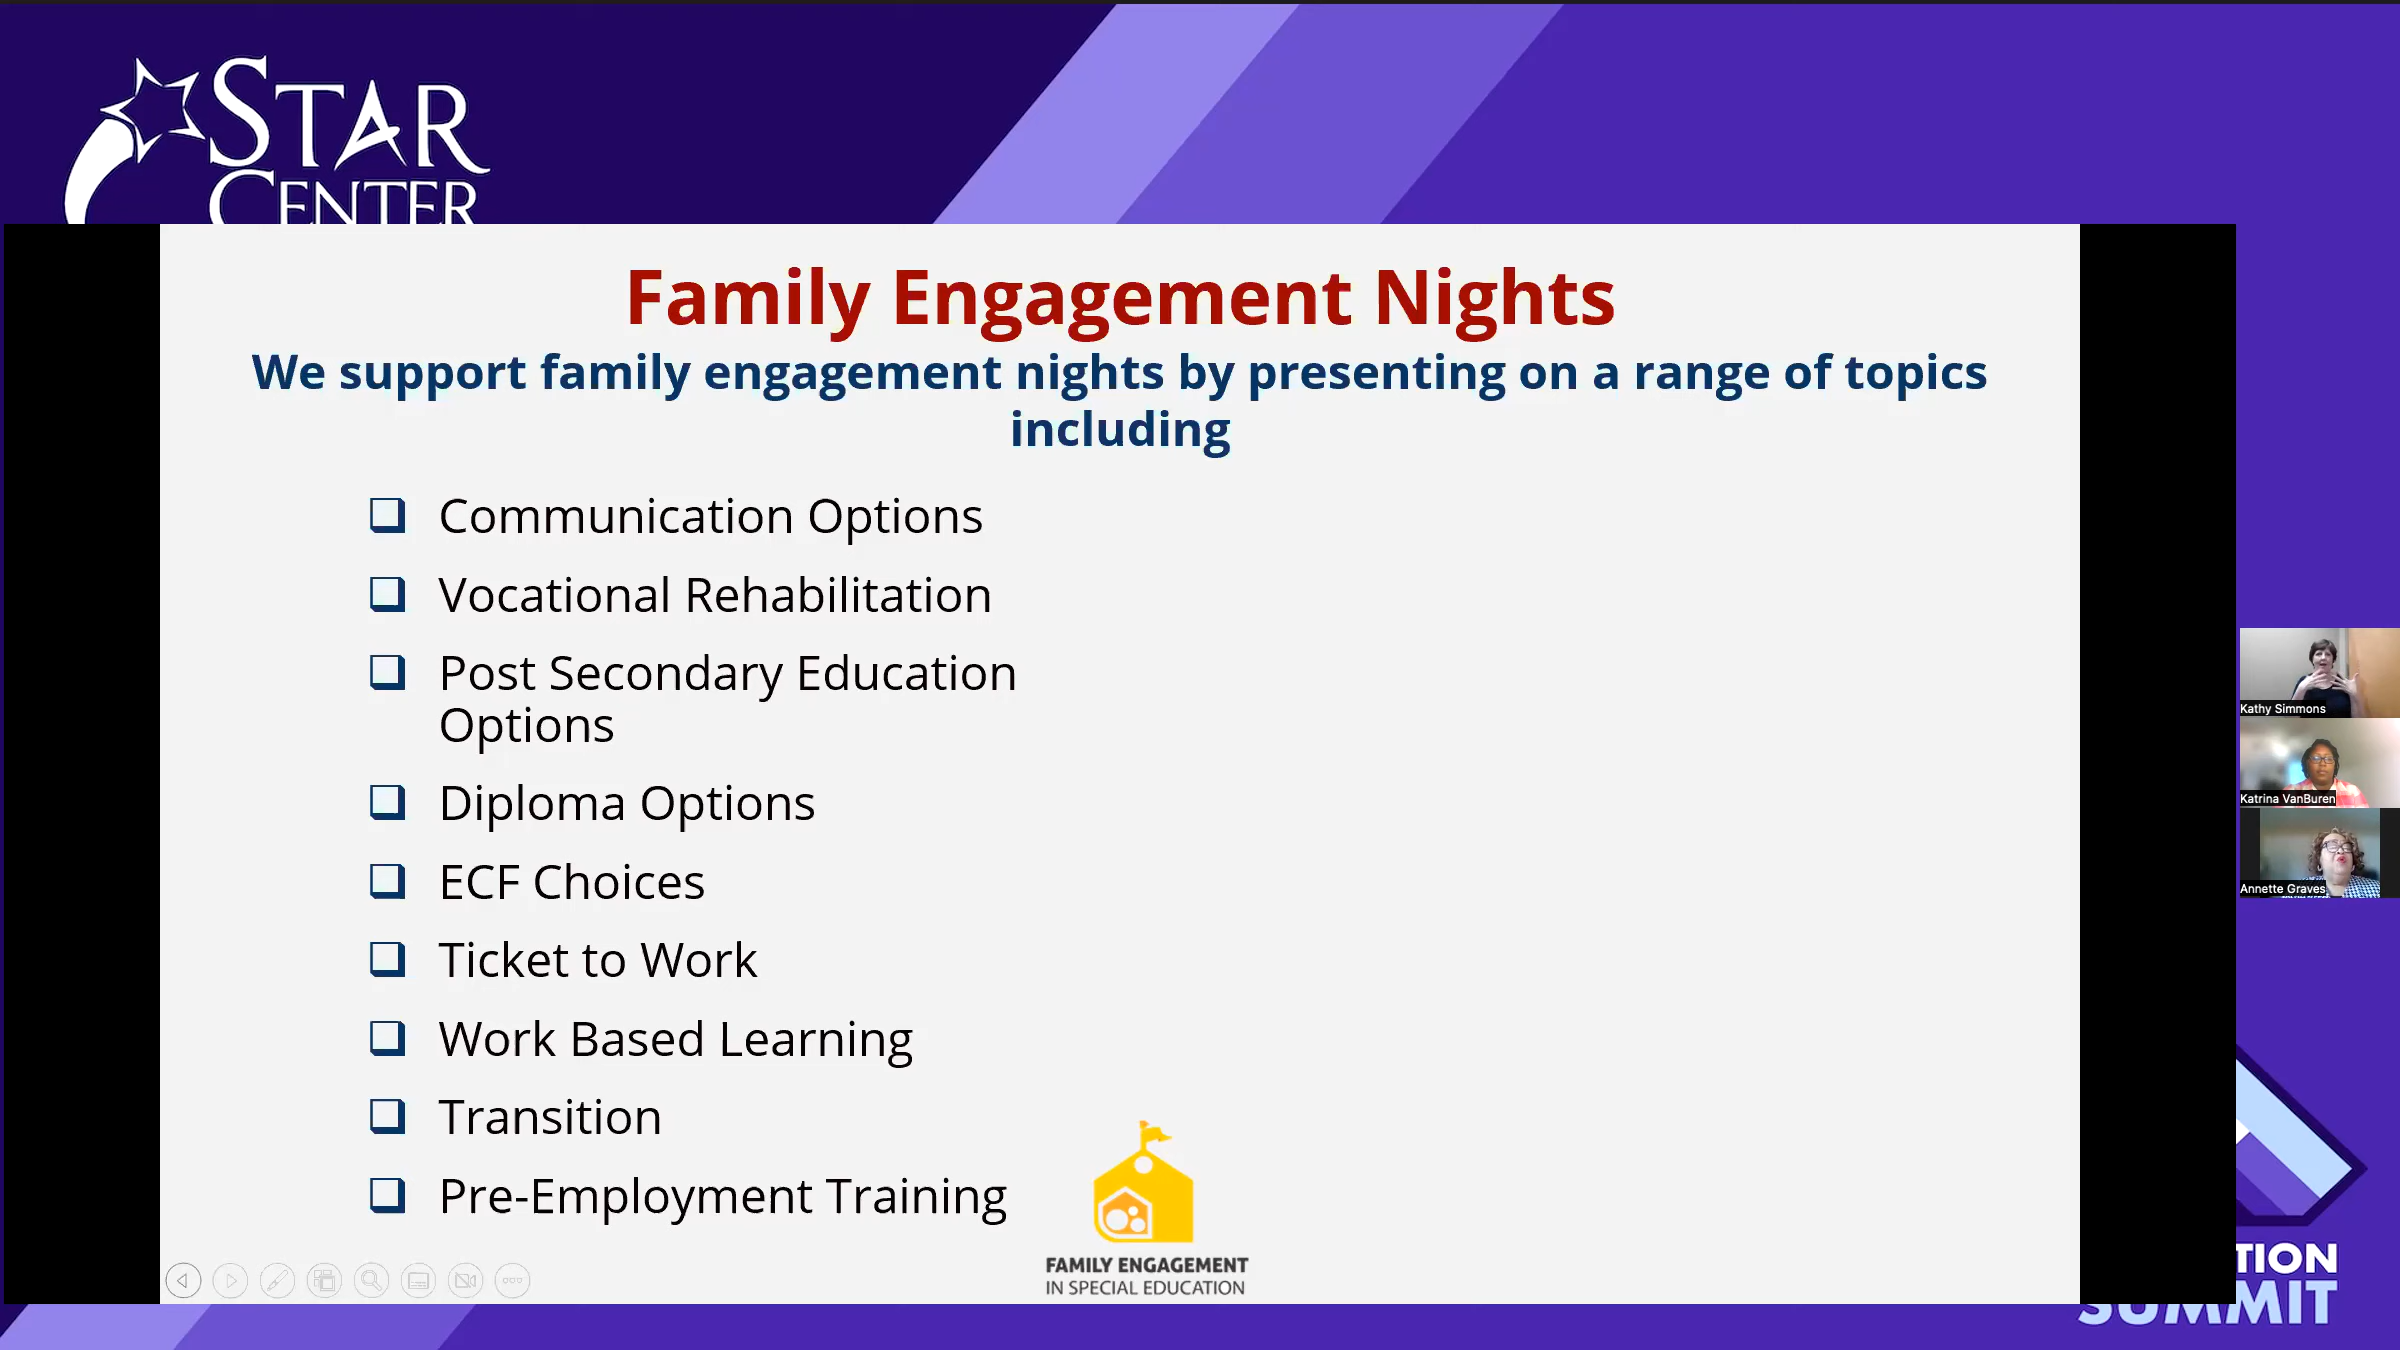 STAR
CENTER
Family Engagement Nights
We support family engagement nights by presenting on a range of topics
including
Communication Options
Vocational Rehabilitation
Post Secondary Education
Options
Diploma Options
ECF Choices
Ticket to Work
Work Based Learning
Transition
Pre-Employment Training
FAMILY ENGAGEMENT
IN SPECIAL EDUCATION
Kathy Simmons
Katrina VanBuren
Annette Graves
TION
SUMMIT